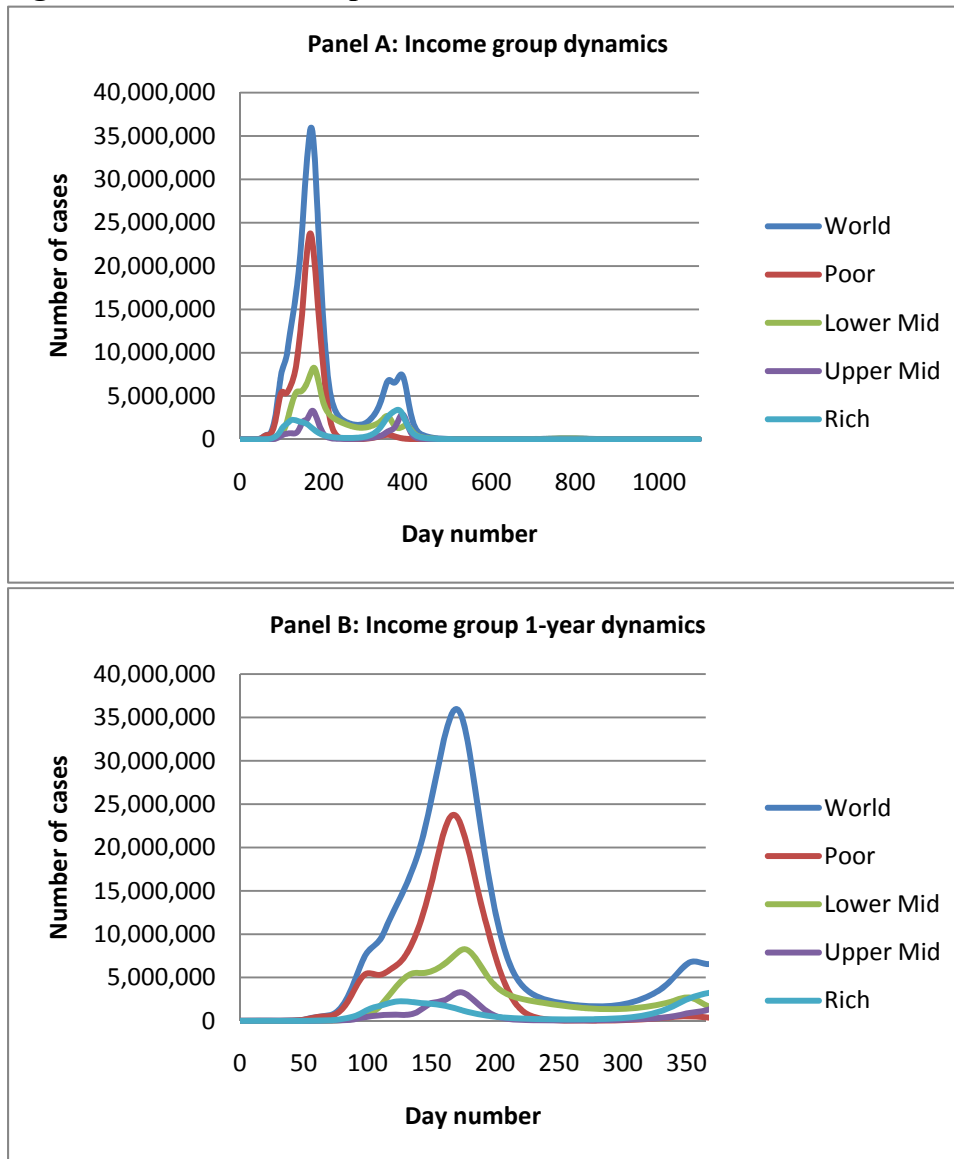 Panel A: Income group dynamics
40,000,000
35,000,000
30,000,000
25,000,000
20,000,000
15,000,000
10,000,000
5,000,000
0
Number of cases
0 200 400 600 800 1000
Day number
World
Poor
Lower Mid
Upper Mid
Rich
Panel B: Income group 1-year dynamics
40,000,000
35,000,000
30,000,000
25,000,000
20,000,000
15,000,000
10,000,000
5,000,000
0
Number of cases
0 50 100 150 200 250 300 350
Day number
World
Poor
Lower Mid
Upper Mid
Rich